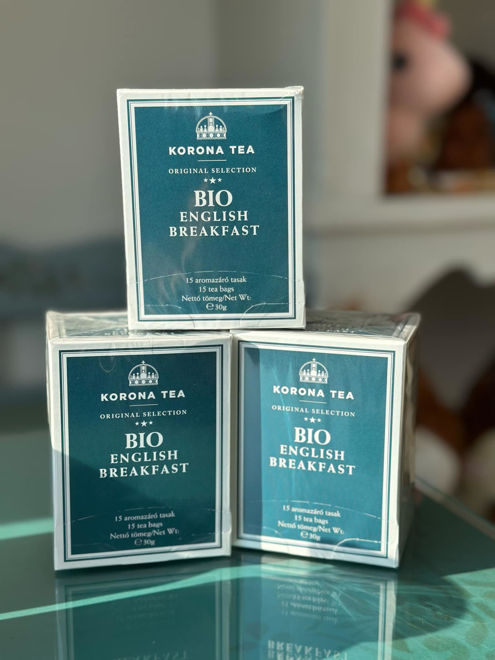 KORONA TEA
ORIGINAL SELECTION
BIO
ENGLISH
BREAKFAST
15 aromazáró tasak
15 tea bags
Nettó tömeg/Net Wt:
℮ 30g
KORONA TEA
ORIGINAL SELECTION
BIO
ENGLISH
BREAKFAST
15 aromazáró tasak
15 tea bags
Nettó tömeg/Net Wt:
℮ 30g
KORONA TEA
ORIGINAL SELECTION
BIO
ENGLISH
BREAKFAST
15 aromazáró tasak
15 tea bags
Nettó tömeg/Net Wt:
℮ 30g